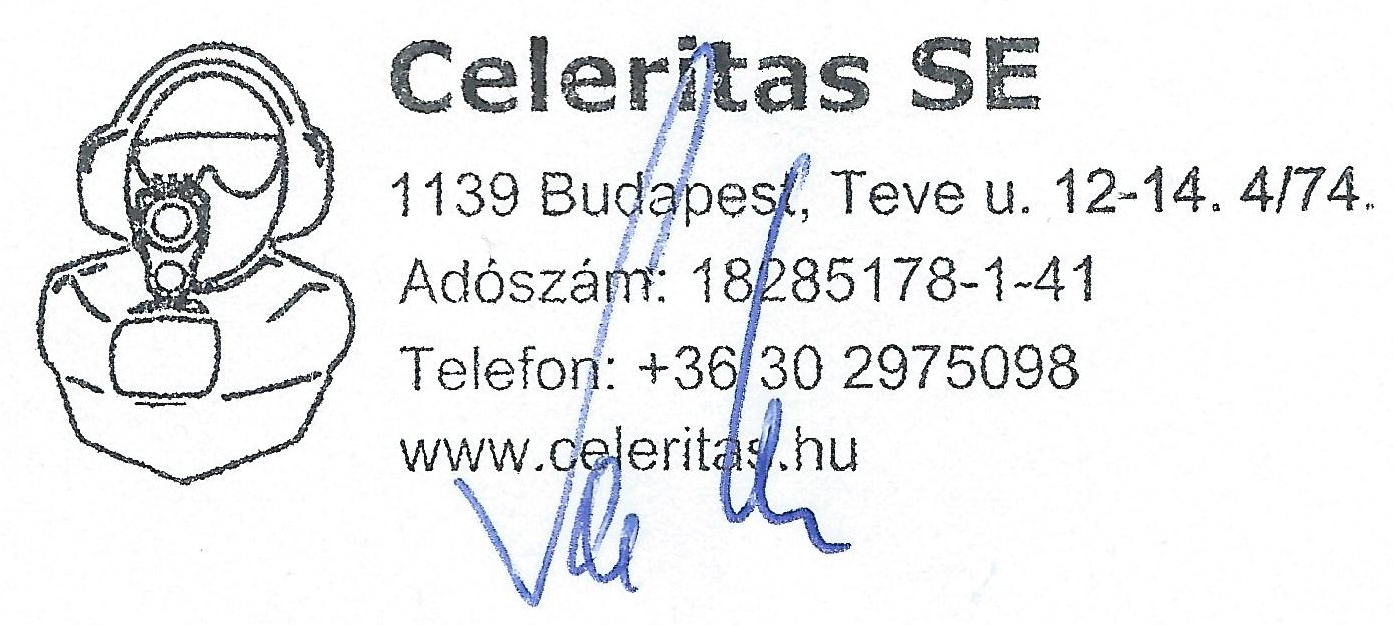 Celeritas SE
1139 Budapest, Teve u. 12-14. 4/74.
Adószám: 18285178-1-41
Telefon: +36 30 2975098
www.celeritas.hu